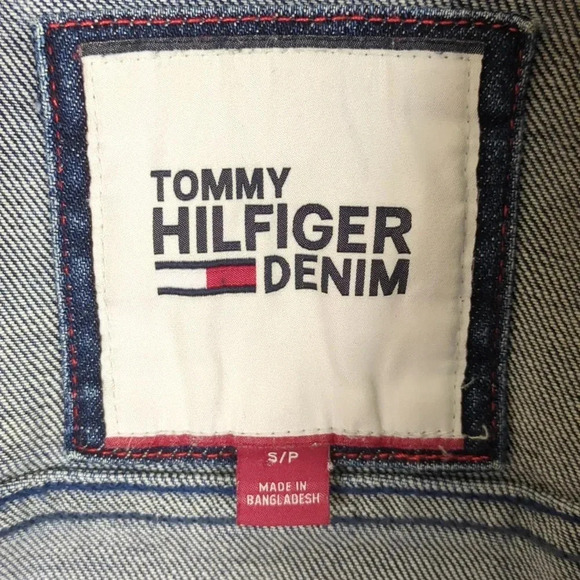 TOMMY
HILFIGER
DENIM
S/P
MADE IN
BANGLADESH